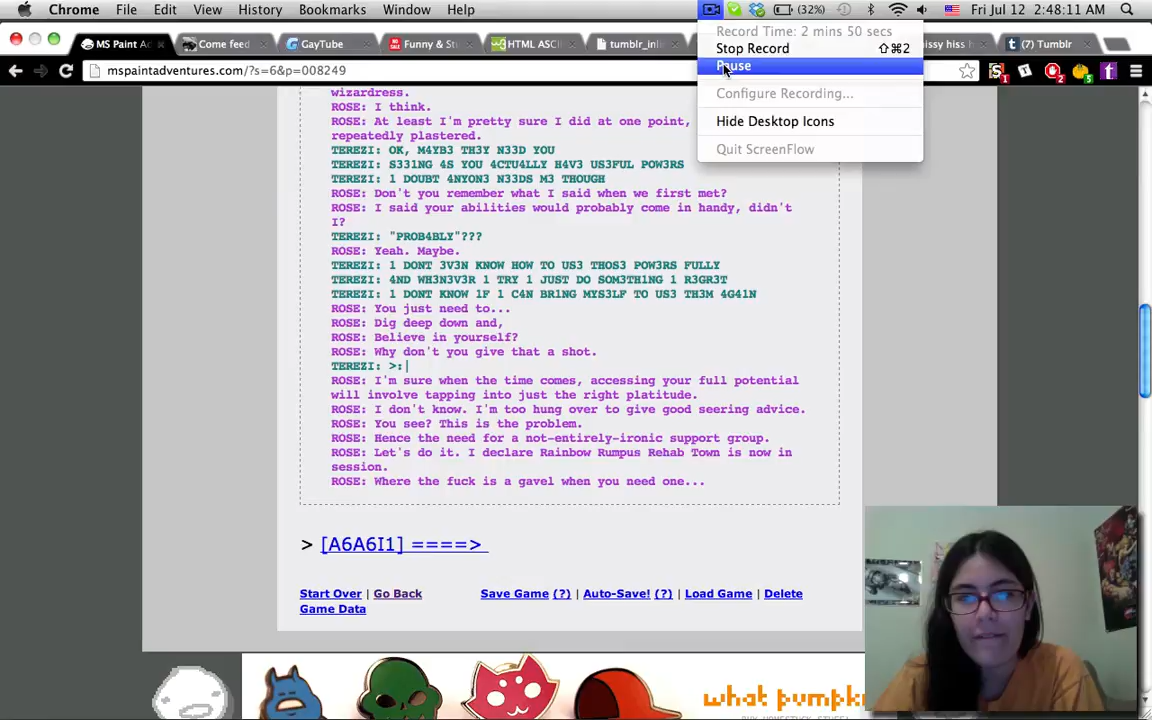 Chrome File Edit View History Bookmarks Window Help (32%) Fri Jul 12 2:48:11 AM
Record Time: 2 mins 50 secs
Stop Record ⇧⌘2
Pause
Configure Recording...
Hide Desktop Icons
Quit ScreenFlow
MS Paint Ad Come feed GayTube Funny & S HTML ASCI tumblr_inli issy hiss h (1) Tumblr
mspaintadventures.com/?s=6&p=008249
wizardress.
ROSE: I think.
ROSE: At least I'm pretty sure I did at one point,
repeatedly plastered.
TEREZI: OK, M4YB3 TH3Y N33D YOU
TEREZI: S331NG 4S YOU 4CTU4LLY H4V3 US3FUL POW3RS
TEREZI: 1 DOUBT 4NYON3 N33DS M3 THOUGH
ROSE: Don't you remember what I said when we first met?
ROSE: I said your abilities would probably come in handy, didn't
I?
TEREZI: "PROB4BLY"???
ROSE: Yeah. Maybe.
TEREZI: 1 DONT 3V3N KNOW HOW TO US3 THOS3 POW3RS FULLY
TEREZI: 4ND WH3N3V3R 1 TRY 1 JUST DO SOM3TH1NG 1 R3GR3T
TEREZI: 1 DONT KNOW 1F 1 C4N BR1NG MYS3LF TO US3 TH3M 4G41N
ROSE: You just need to...
ROSE: Dig deep down and,
ROSE: Believe in yourself?
ROSE: Why don't you give that a shot.
TEREZI: >:|
ROSE: I'm sure when the time comes, accessing your full potential
will involve tapping into just the right platitude.
ROSE: I don't know. I'm too hung over to give good seering advice.
ROSE: You see? This is the problem.
ROSE: Hence the need for a not-entirely-ironic support group.
ROSE: Let's do it. I declare Rainbow Rumpus Rehab Town is now in
session.
ROSE: Where the fuck is a gavel when you need one...
> [A6A6I1] ====>
Start Over | Go Back Save Game (?) | Auto-Save! (?) | Load Game | Delete
Game Data
what pumpk